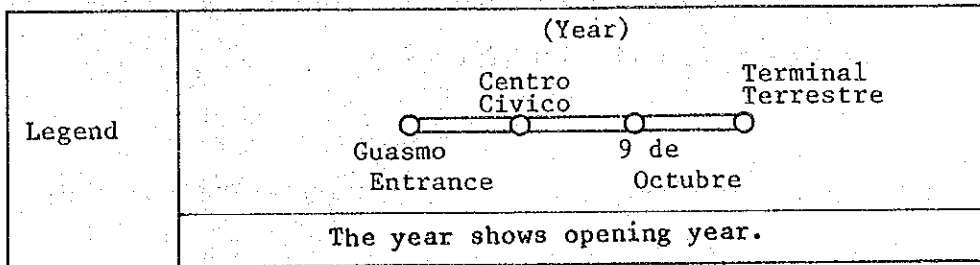 (Year)
Centro
Civico
Terminal
Terrestre
Legend
Guasmo
Entrance
9 de
Octubre
The year shows opening year.